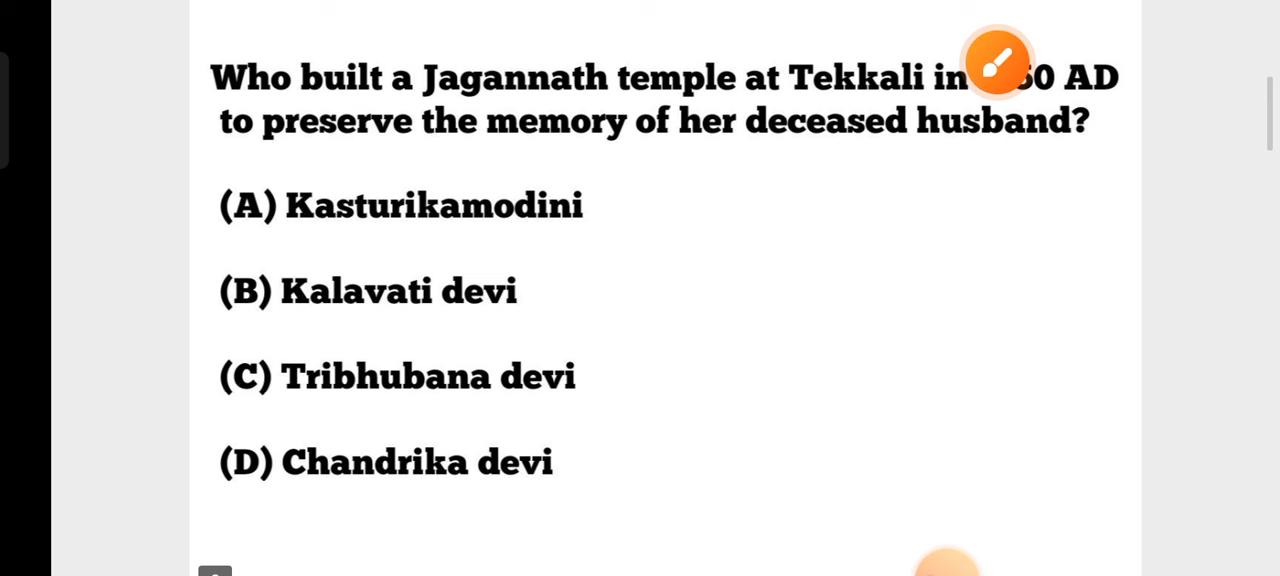 Who built a Jagannath temple at Tekkali in 50 AD
to preserve the memory of her deceased husband?
(A) Kasturikamodini
(B) Kalavati devi
(C) Tribhubana devi
(D) Chandrika devi